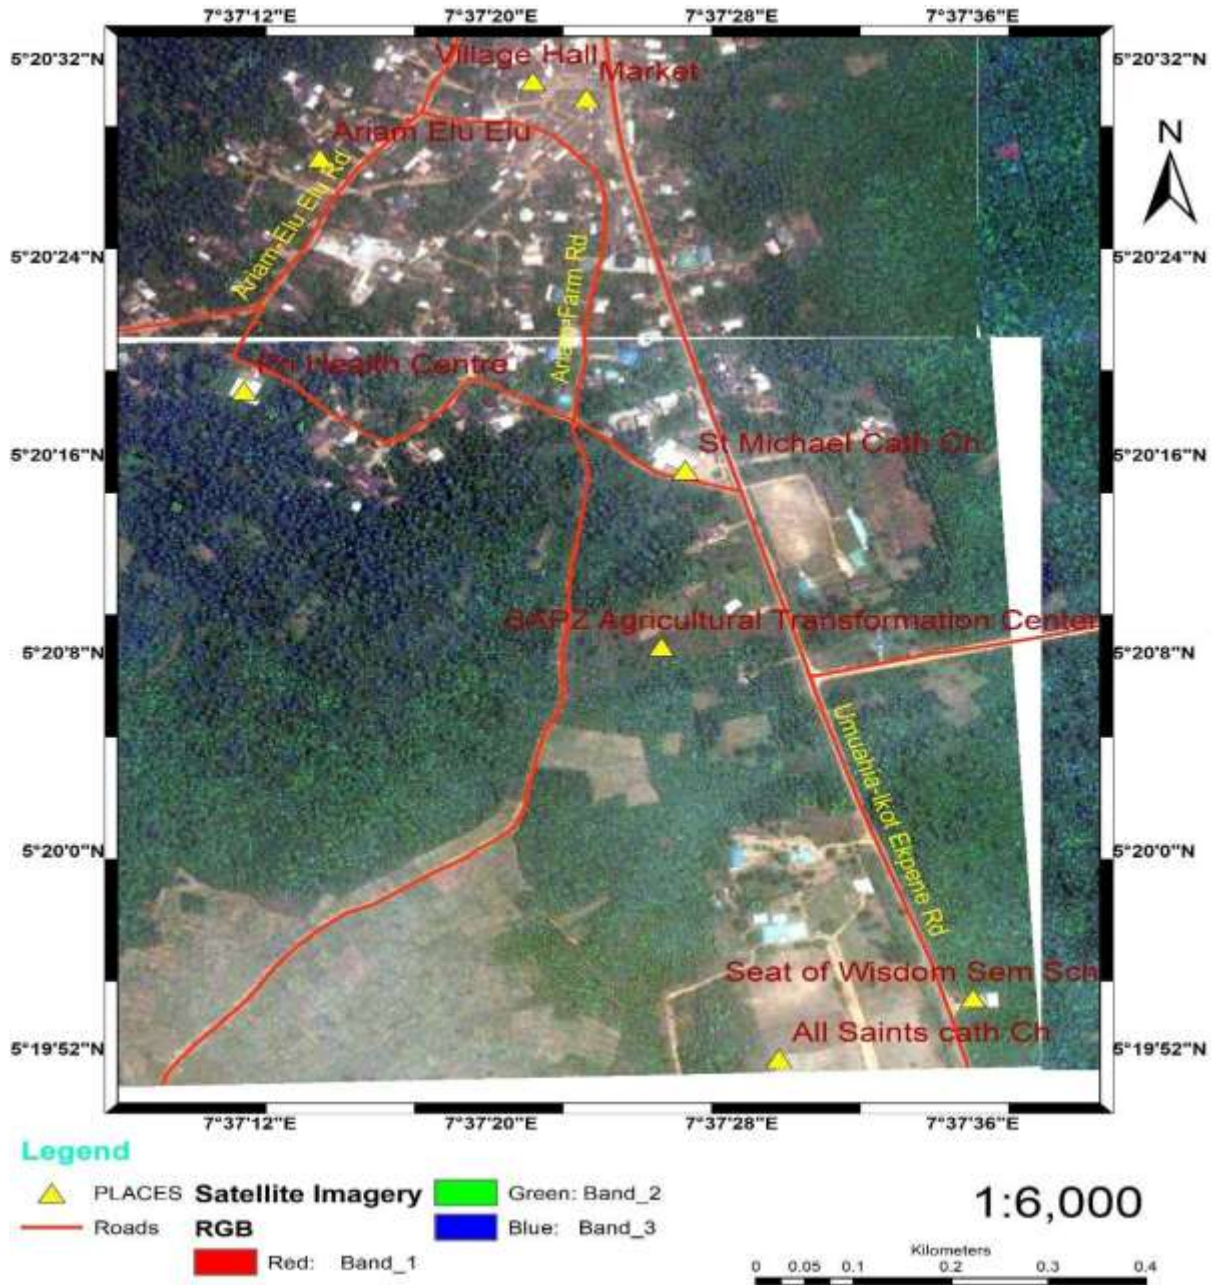 7°37'12"E 7°37'20"E 7°37'28"E 7°37'36"E
5°20'32"N 5°20'32"N
Village Hall
Market
N
Ariam Elu Elu
Ariam-Elu Elu Rd
5°20'24"N 5°20'24"N
Ariam-Farm Rd
Health Centre
St Michael Cath Ch
5°20'16"N 5°20'16"N
SAPZ Agricultural Transformation Center
5°20'8"N 5°20'8"N
Umuahia-Ikot Ekpene Rd
5°20'0"N 5°20'0"N
Seat of Wisdom Sem Sch
All Saints cath Ch
5°19'52"N 5°19'52"N
7°37'12"E 7°37'20"E 7°37'28"E 7°37'36"E
Legend
PLACES Satellite Imagery Green: Band_2
Roads RGB Blue: Band_3
Red: Band_1
1:6,000
Kilometers
0 0.05 0.1 0.2 0.3 0.4